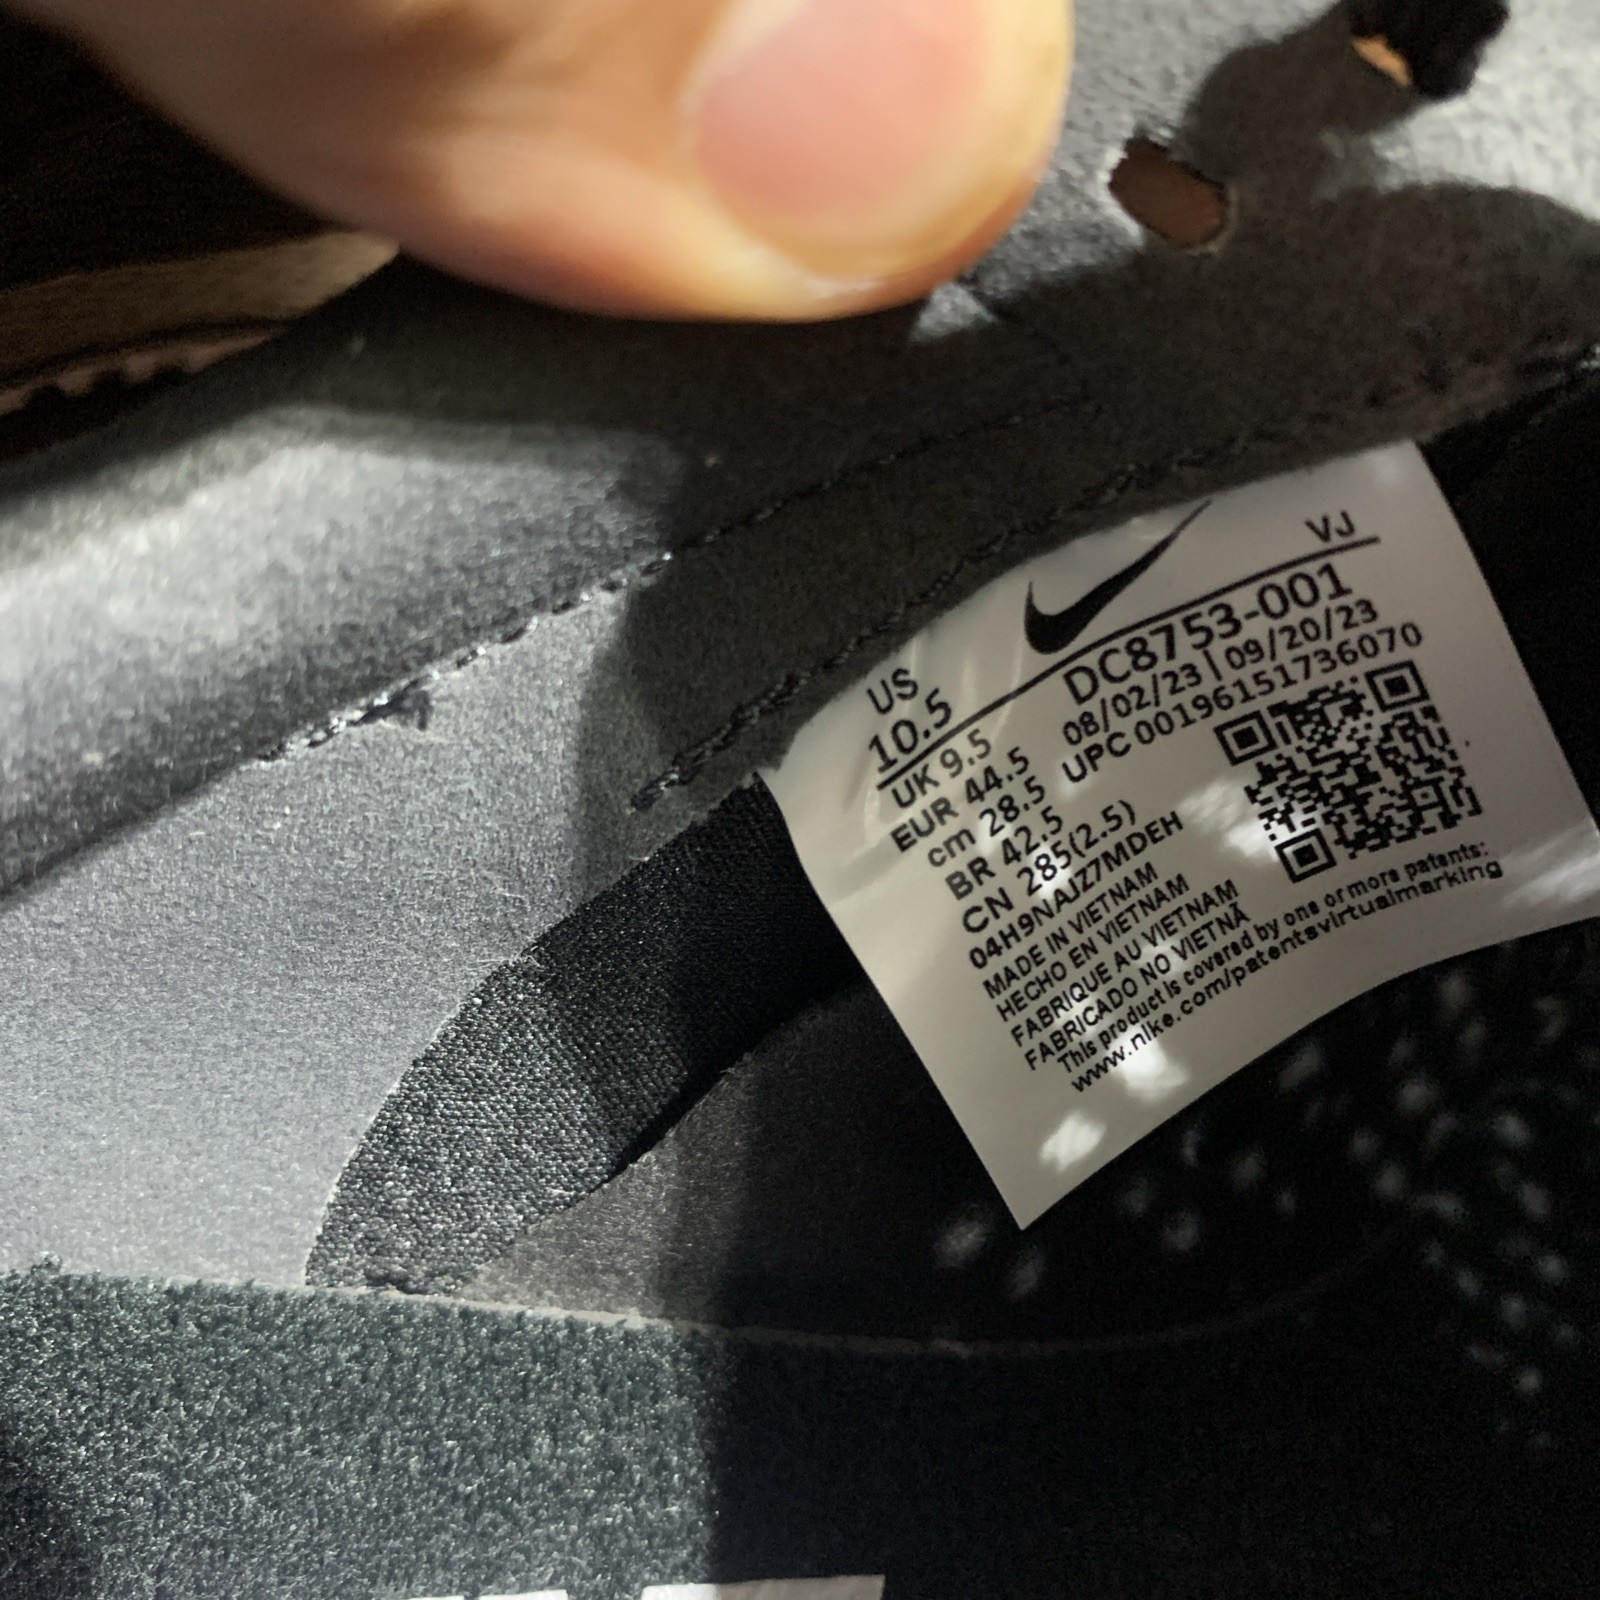 VJ
US
10.5
DC8753-001
08/02/23 | 09/20/23
UPC 00196151736070
UK 9.5
EUR 44.5
cm 28.5
BR 42.5
CN 285(2.5)
04H9NAJZ7MDEH
MADE IN VIETNAM
HECHO EN VIETNAM
FABRIQUE AU VIETNAM
FABRICADO NO VIETNÃ
This product is covered by one or more patents:
www.nike.com/patentsvirtualmarking